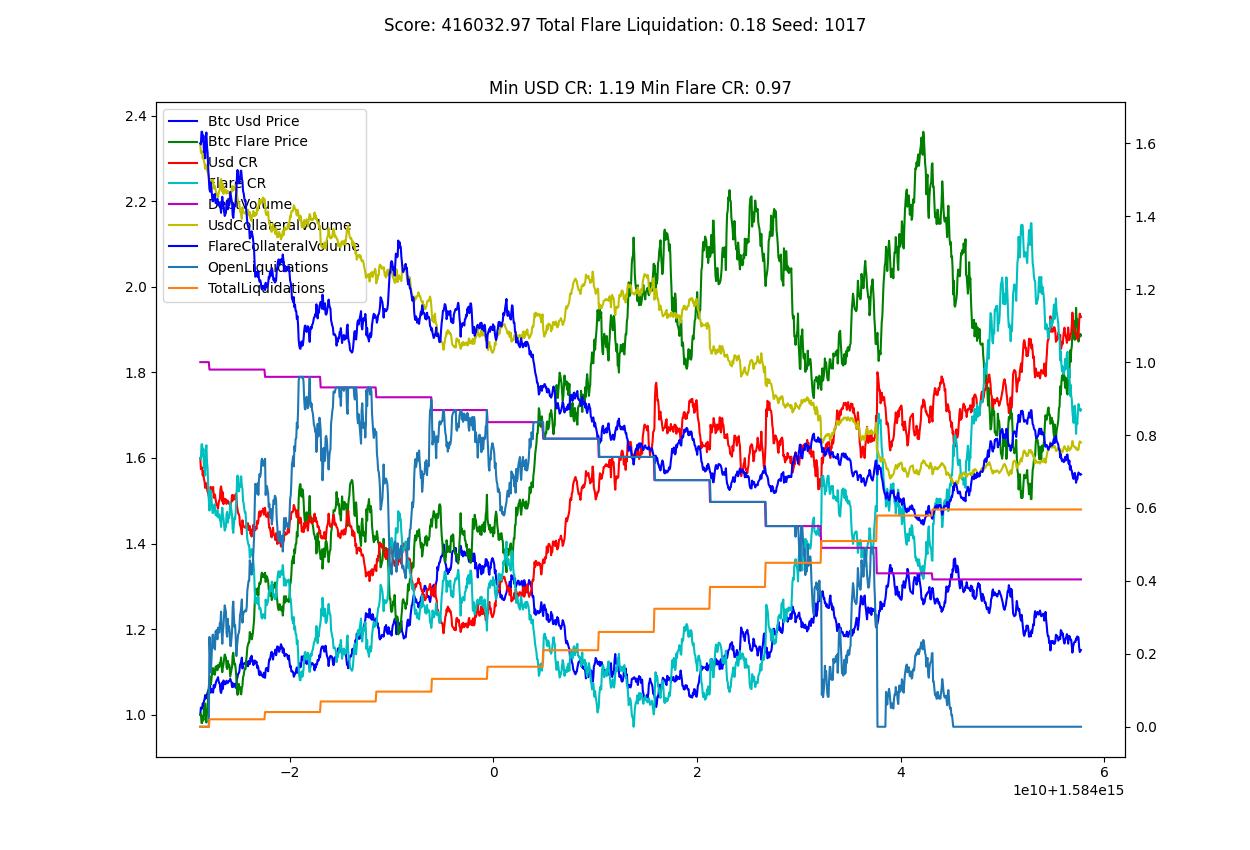 Score: 416032.97 Total Flare Liquidation: 0.18 Seed: 1017
Min USD CR: 1.19 Min Flare CR: 0.97
Btc Usd Price
Btc Flare Price
Usd CR
Flare CR
DebtVolume
UsdCollateralVolume
FlareCollateralVolume
OpenLiquidations
TotalLiquidations
2.4
2.2
2.0
1.8
1.6
1.4
1.2
1.0
1.6
1.4
1.2
1.0
0.8
0.6
0.4
0.2
0.0
−2 0 2 4 6
1e10+1.584e15